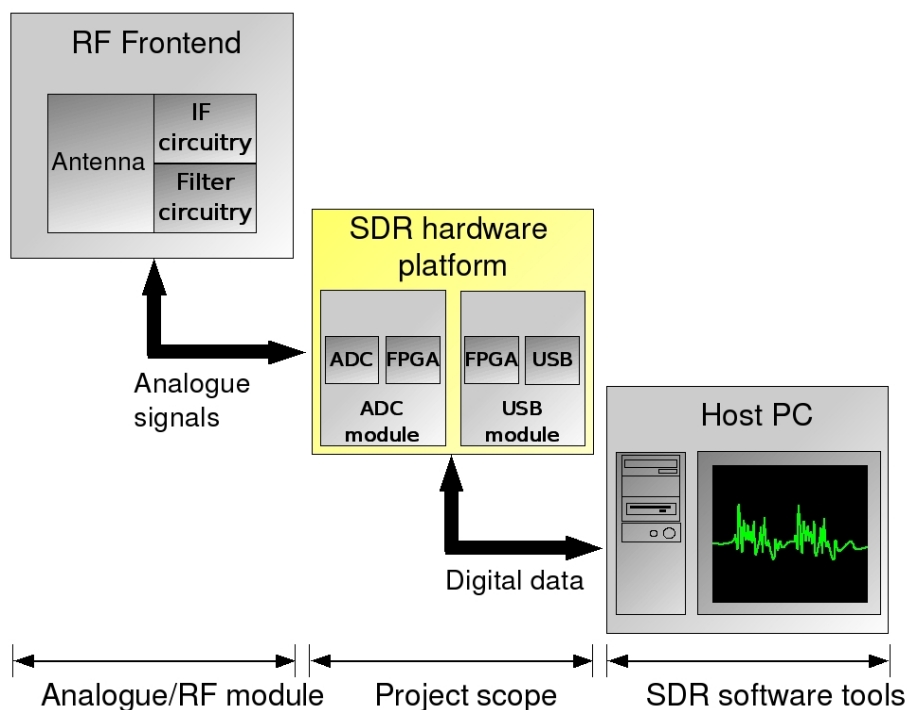 RF Frontend
Antenna
IF
circuitry
Filter
circuitry
SDR hardware
platform
ADC
FPGA
ADC
module
FPGA
USB
USB
module
Analogue
signals
Host PC
Digital data
Analogue/RF module
Project scope
SDR software tools